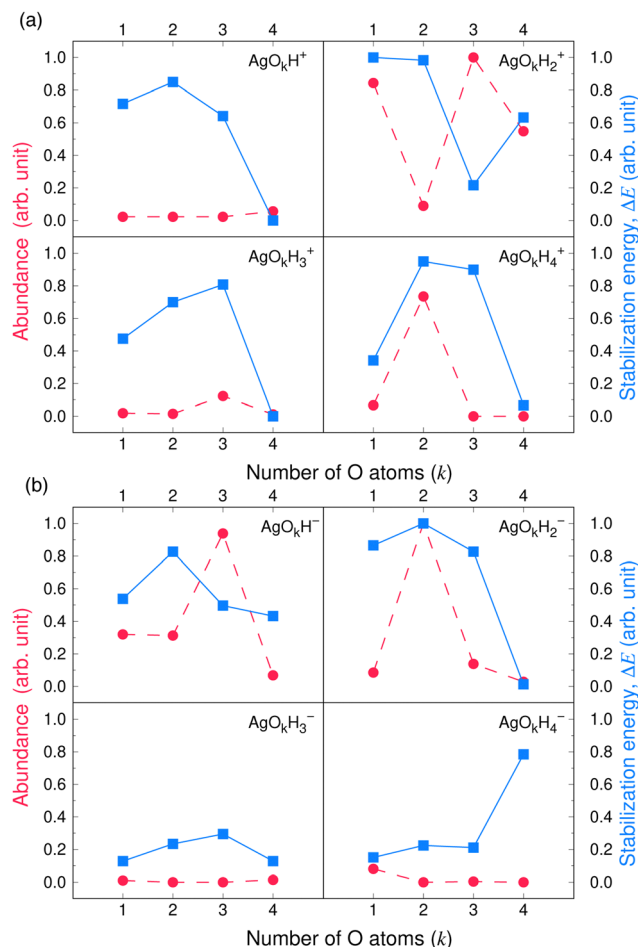 (a)
1 2 3 4 1 2 3 4
AgOkH+ AgOkH2+
1.0 0.8 0.6 0.4 0.2 0.0
1.0 0.8 0.6 0.4 0.2 0.0
AgOkH3+ AgOkH4+
1.0 0.8 0.6 0.4 0.2 0.0
1.0 0.8 0.6 0.4 0.2 0.0
Abundance (arb. unit)
Stabilization energy, ΔE (arb. unit)
1 2 3 4 1 2 3 4
Number of O atoms (k) Number of O atoms (k)
(b)
1 2 3 4 1 2 3 4
AgOkH− AgOkH2−
1.0 0.8 0.6 0.4 0.2 0.0
1.0 0.8 0.6 0.4 0.2 0.0
AgOkH3− AgOkH4−
0.8 0.6 0.4 0.2 0.0
0.8 0.6 0.4 0.2 0.0
Abundance (arb. unit)
Stabilization energy, ΔE (arb. unit)
1 2 3 4 1 2 3 4
Number of O atoms (k) Number of O atoms (k)